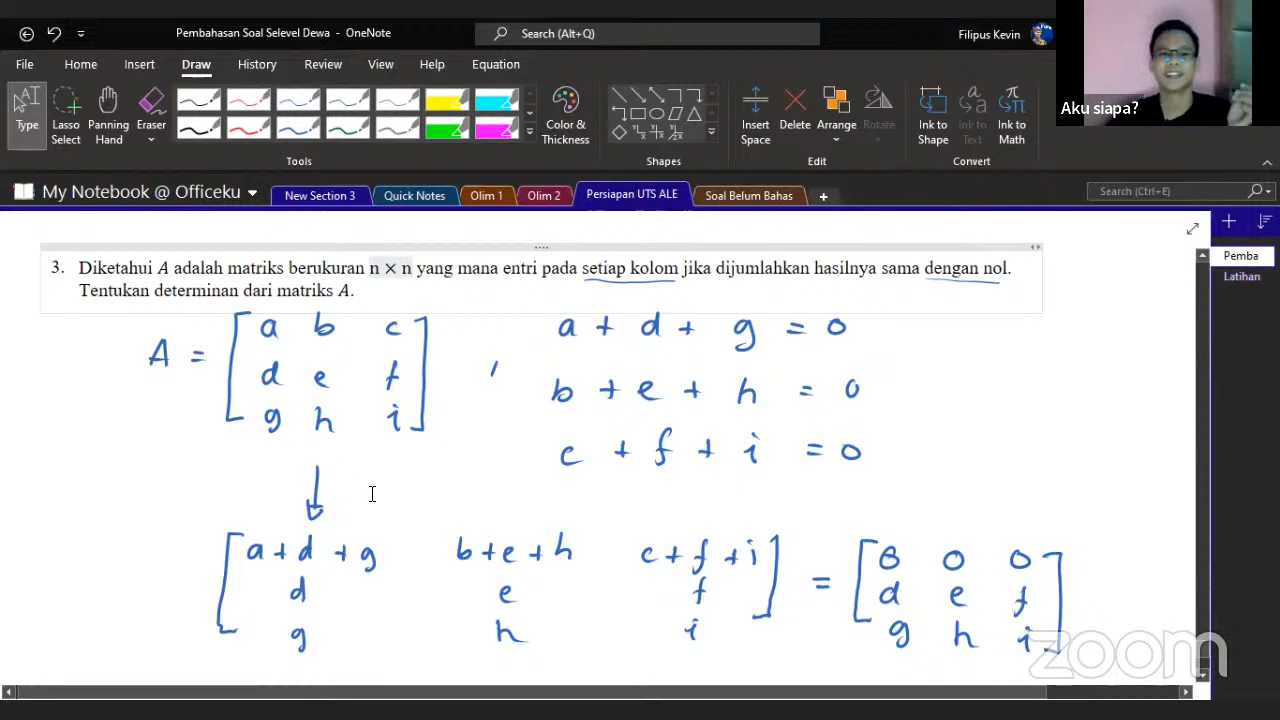 Pembahasan Soal Selevel Dewa - OneNote
Search (Alt+Q)
Filipus Kevin
Aku siapa?
File Home Insert Draw History Review View Help Equation
Type
Lasso Select
Panning Hand
Eraser
Color & Thickness
Insert Space
Delete
Arrange
Rotate
Ink to Shape
Ink to Text
Ink to Math
Tools
Shapes
Edit
Convert
My Notebook @ Officeku
New Section 3
Quick Notes
Olim 1
Olim 2
Persiapan UTS ALE
Soal Belum Bahas
+
Search (Ctrl+E)
Pemba
Latihan
3. Diketahui A adalah matriks berukuran n × n yang mana entri pada setiap kolom jika dijumlahkan hasilnya sama dengan nol.
Tentukan determinan dari matriks A.
A = [ a b c
d e f
g h i ] ,
a + d + g = 0
b + e + h = 0
c + f + i = 0
↓
[ a+d+g b+e+h c+f+i
d e f
g h i ]
= [ 0 0 0
d e f
g h i ]
zoom